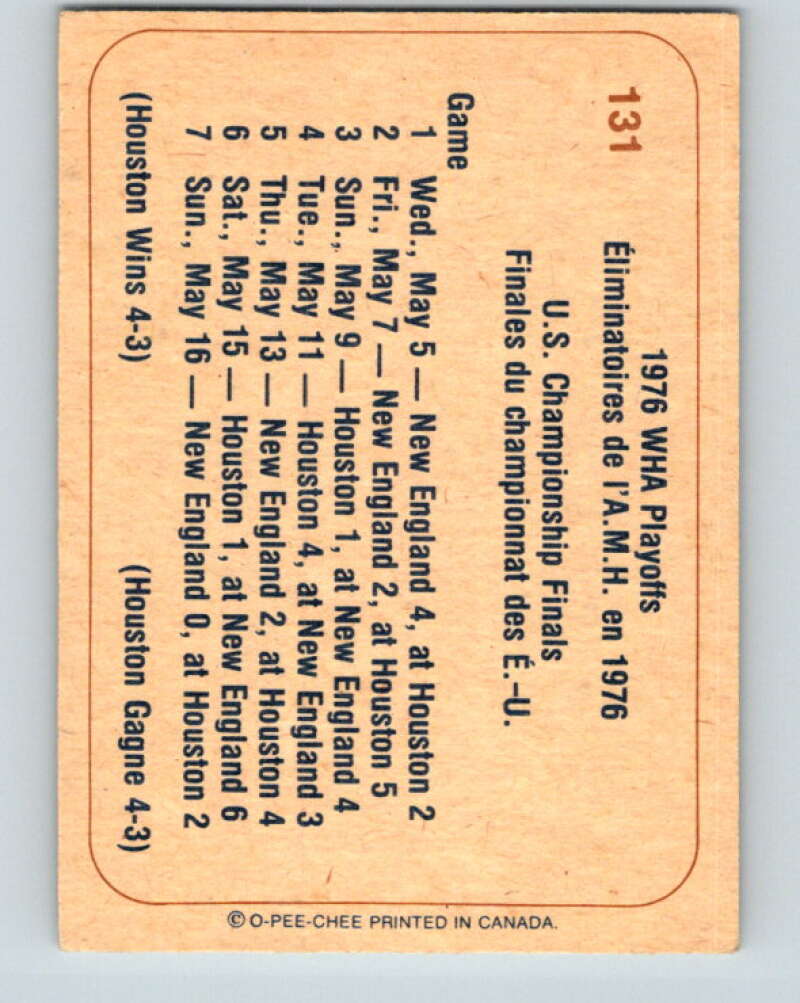 131
1976 WHA Playoffs
Éliminatoires de l'A.M.H. en 1976
U.S. Championship Finals
Finales du championnat des É.-U.
Game
1 Wed., May 5 — New England 4, at Houston 2
2 Fri., May 7 — New England 2, at Houston 5
3 Sun., May 9 — Houston 1, at New England 4
4 Tue., May 11 — Houston 4, at New England 3
5 Thu., May 13 — New England 2, at Houston 4
6 Sat., May 15 — Houston 1, at New England 6
7 Sun., May 16 — New England 0, at Houston 2
(Houston Wins 4-3) (Houston Gagne 4-3)
© O-PEE-CHEE PRINTED IN CANADA.